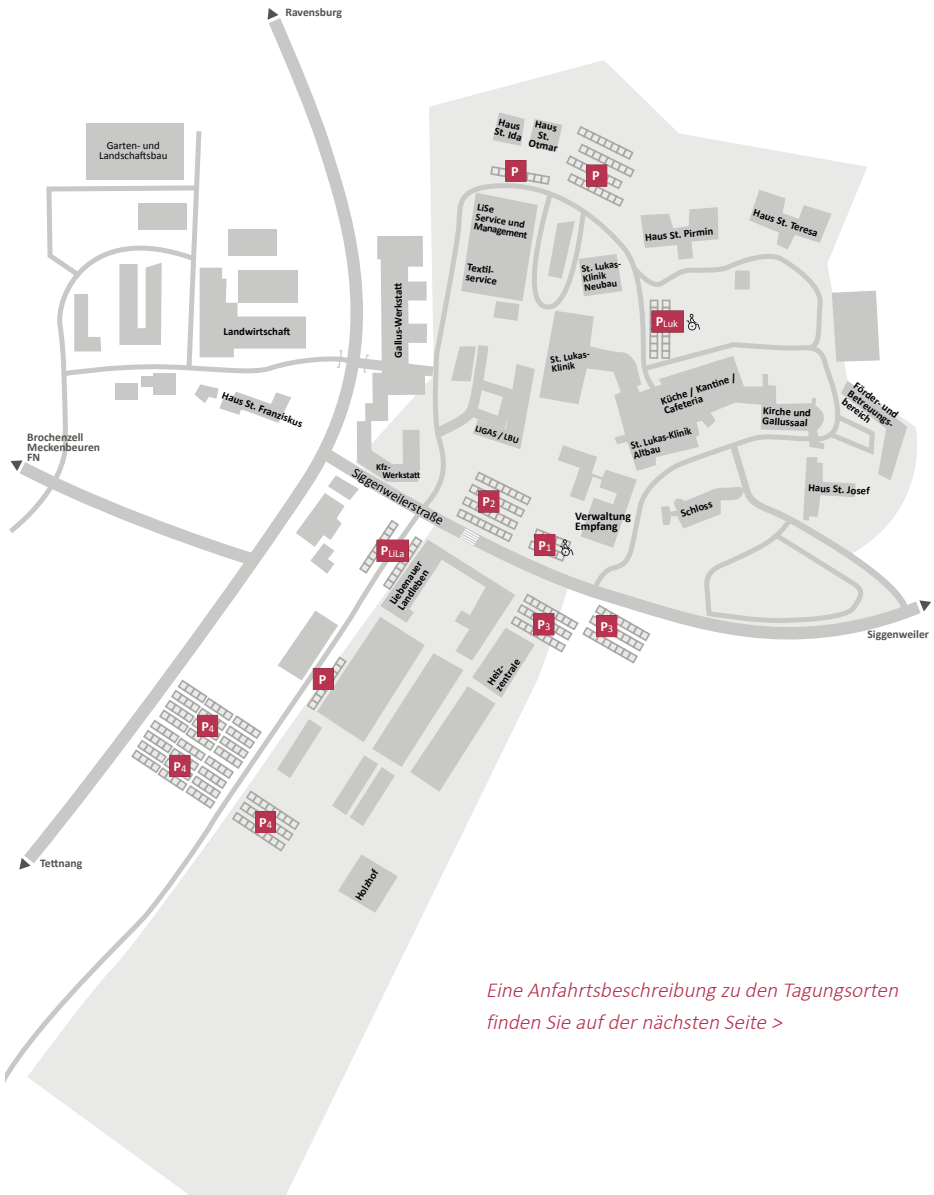 Ravensburg
Garten- und
Landschaftsbau
Haus
St. Ida
Haus
St.
Otmar
P
P
LiSe
Service und
Management
Textil-
service
Haus St. Pirmin
Haus St. Teresa
St. Lukas-
Klinik
Neubau
PLuk
Landwirtschaft
Gallus-Werkstatt
St. Lukas-
Klinik
Haus St. Franziskus
Küche / Kantine /
Cafeteria
Kirche und
Gallussaal
Förder- und
Betreuungs-
bereich
LIGAS / LBU
St. Lukas-Klinik
Altbau
Brochenzell
Meckenbeuren
FN
Kfz-
Werkstatt
Siggenweilerstraße
Haus St. Josef
P2
Verwaltung
Empfang
Schloss
P1
PLiLa
Liebenauer
Landleben
P3
P3
Siggenweiler
Heiz-
zentrale
P
P4
P4
P4
Tettnang
Holzhof
Eine Anfahrtsbeschreibung zu den Tagungsorten
finden Sie auf der nächsten Seite >